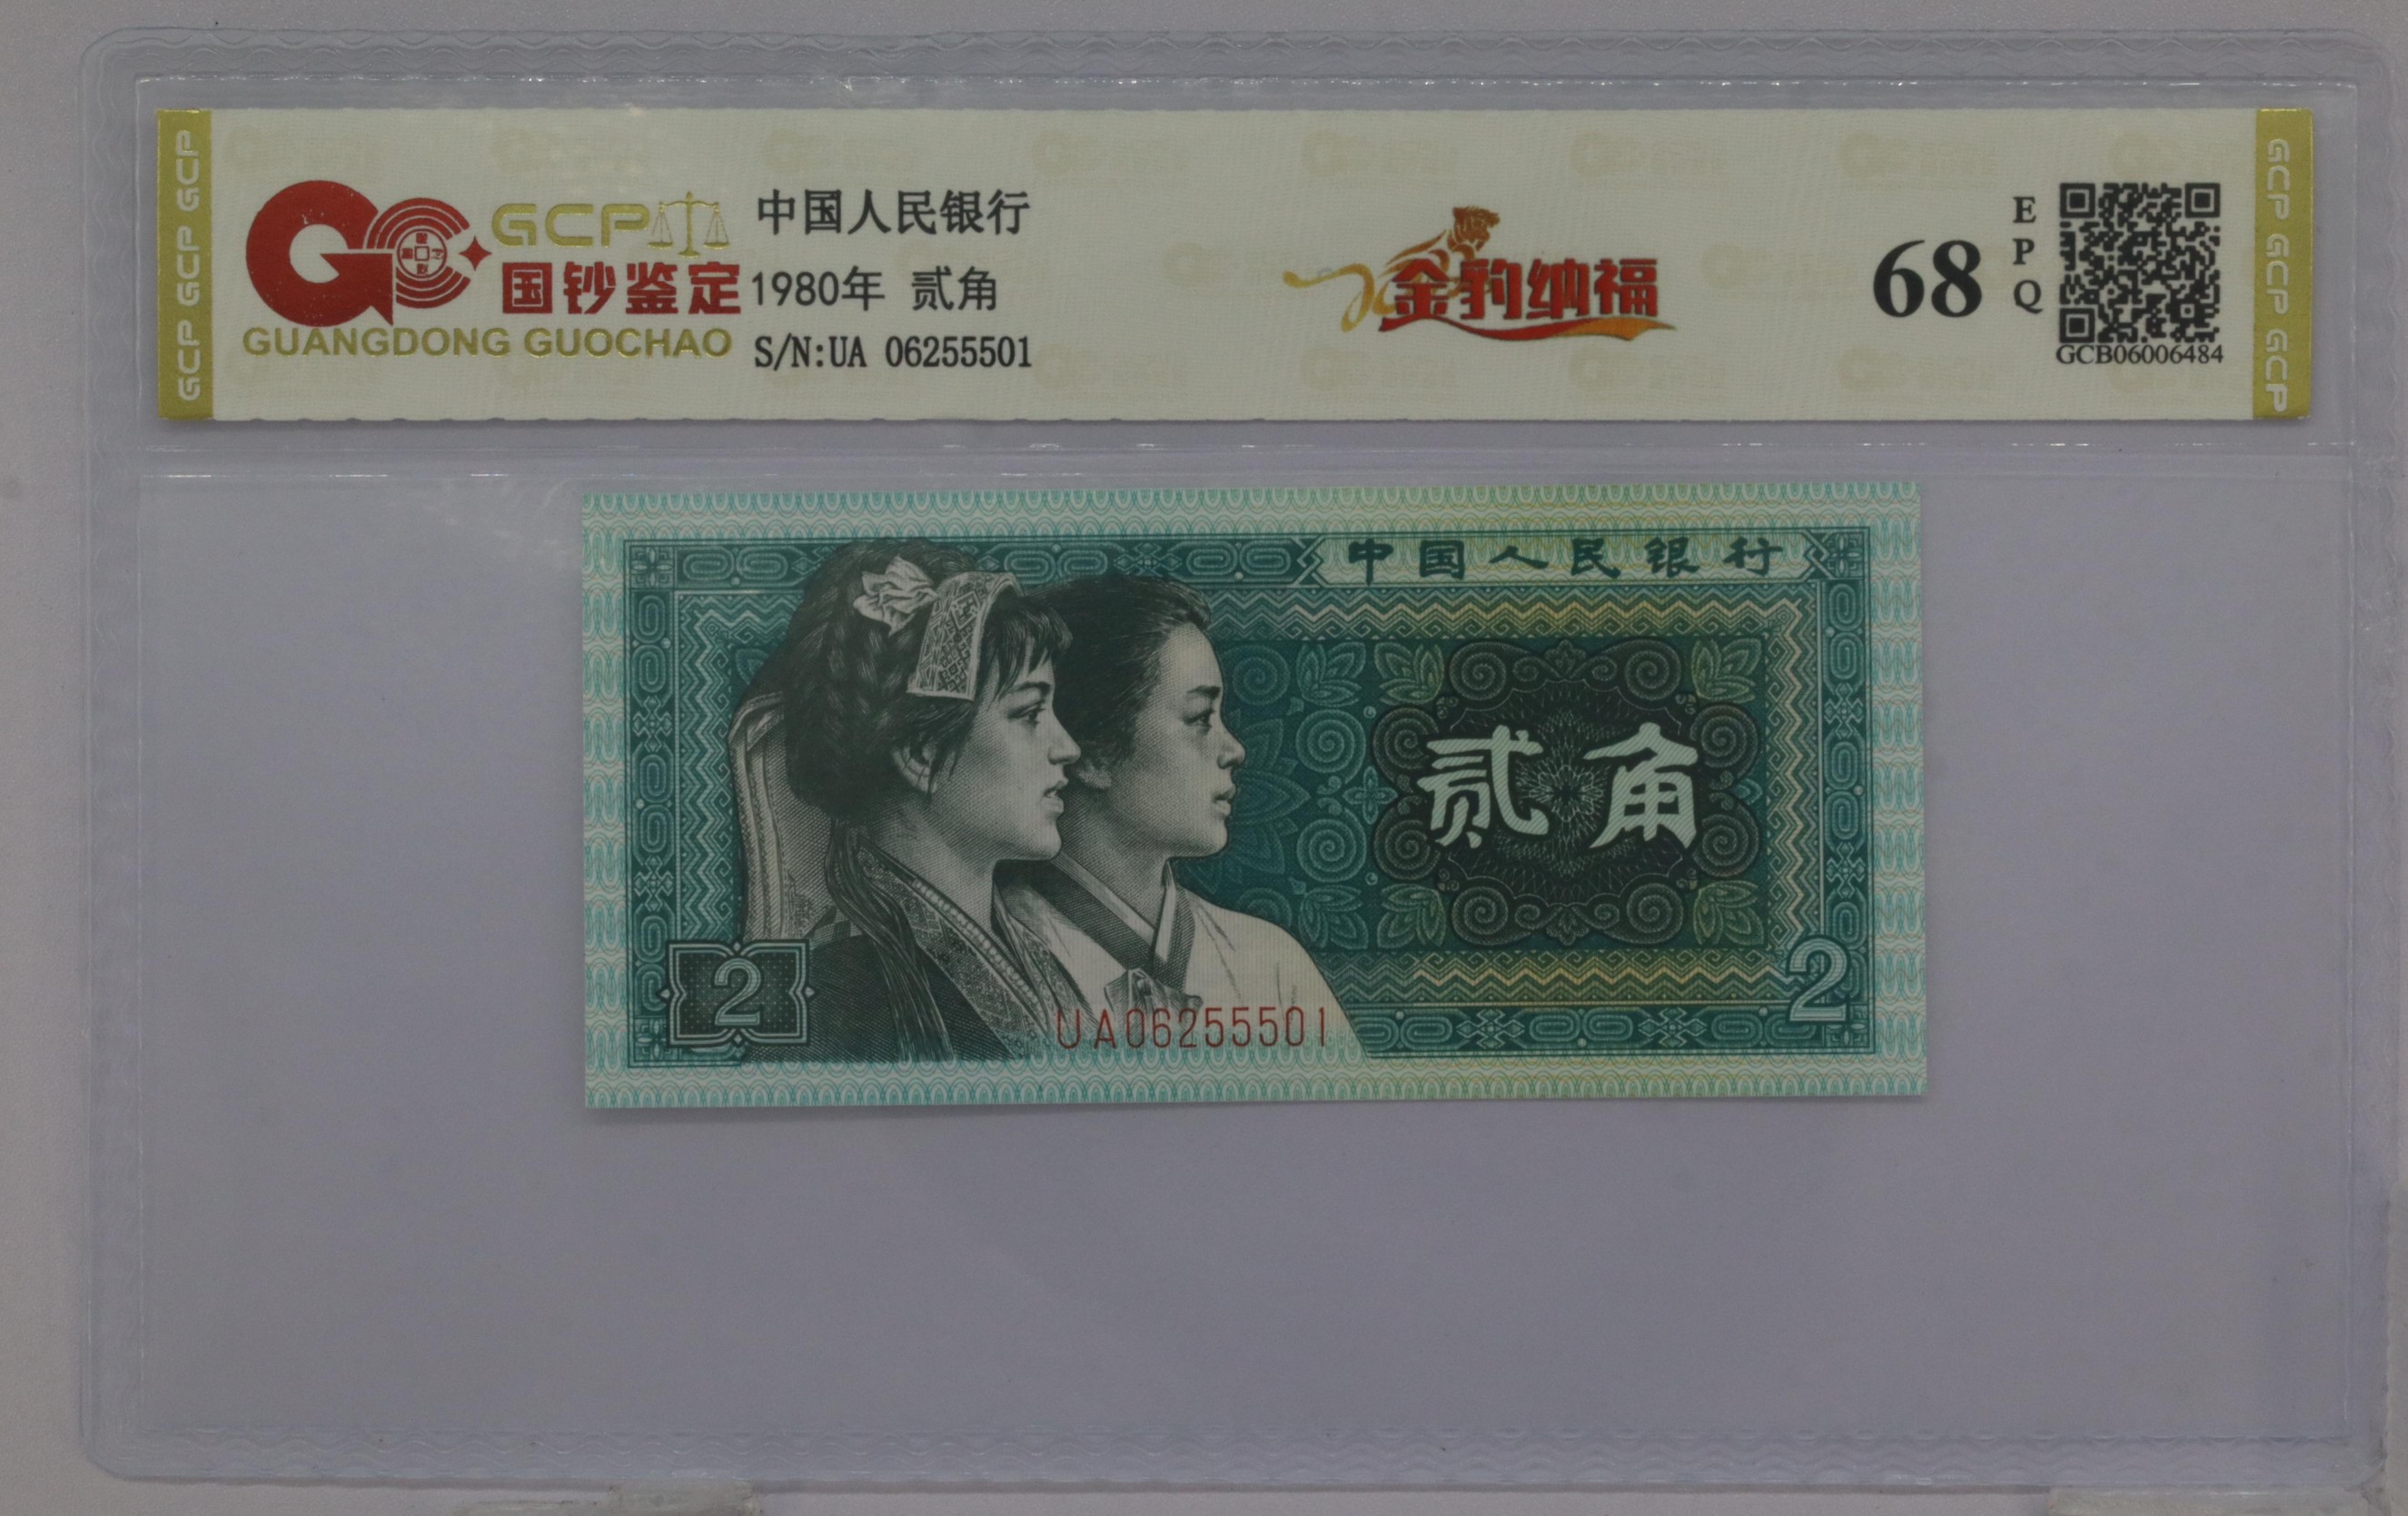 GCP GCP GCP
GCP
国钞鉴定
GUANGDONG GUOCHAO
中国人民银行
1980年 贰角
S/N:UA 06255501
金豹纳福
68
E
P
Q
GCB06006484
GCP GCP GCP
中国人民银行
贰角
2
2
UA06255501